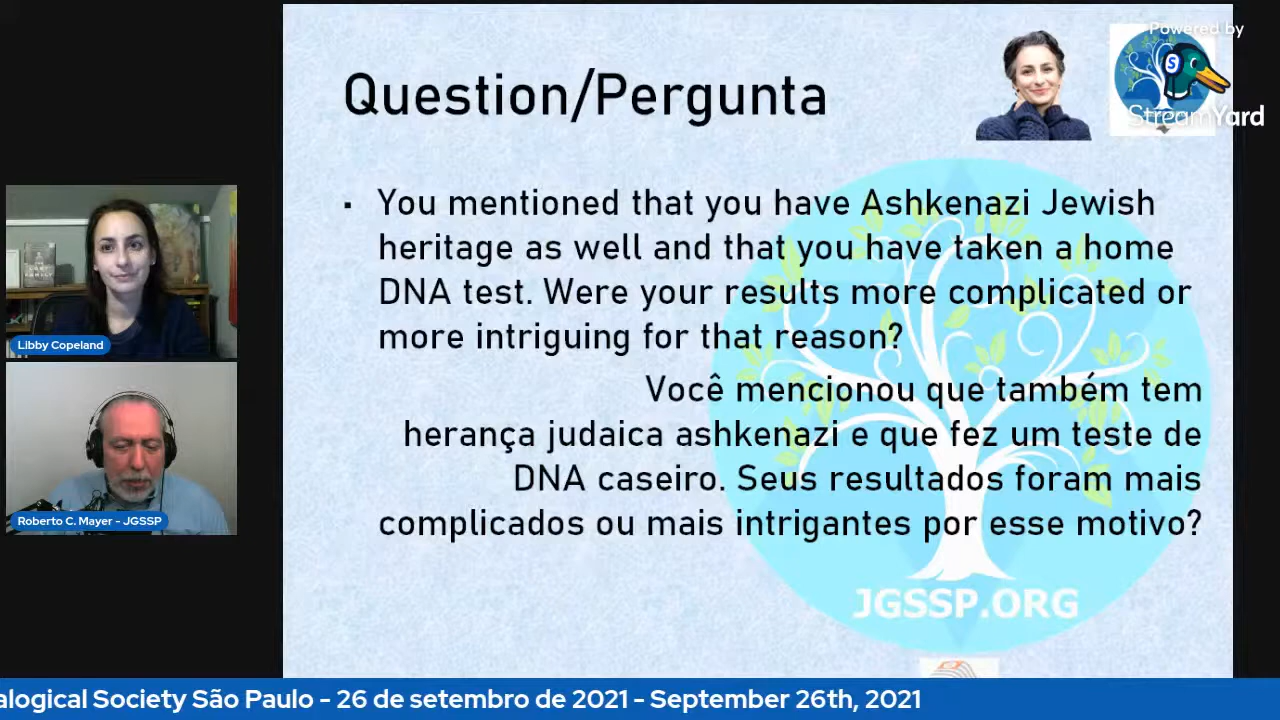 Powered by
StreamYard
Question/Pergunta
▪ You mentioned that you have Ashkenazi Jewish
heritage as well and that you have taken a home
DNA test. Were your results more complicated or
more intriguing for that reason?
Você mencionou que também tem
herança judaica ashkenazi e que fez um teste de
DNA caseiro. Seus resultados foram mais
complicados ou mais intrigantes por esse motivo?
JGSSP.ORG
Libby Copeland
Roberto C. Mayer - JGSSP
alogical Society São Paulo - 26 de setembro de 2021 - September 26th, 2021